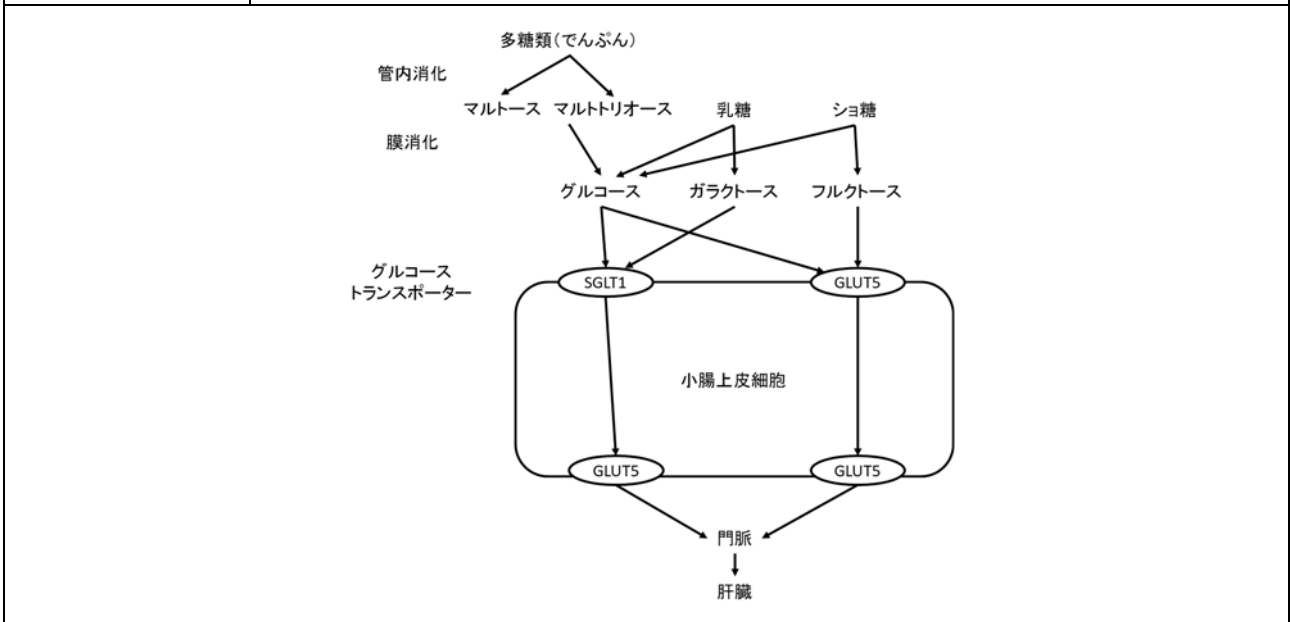 多糖類(でんぷん)
管内消化
マルトース マルトトリオース 乳糖 ショ糖
膜消化
グルコース ガラクトース フルクトース
グルコース
トランスポーター
SGLT1 GLUT5
小腸上皮細胞
GLUT5 GLUT5
門脈
肝臓